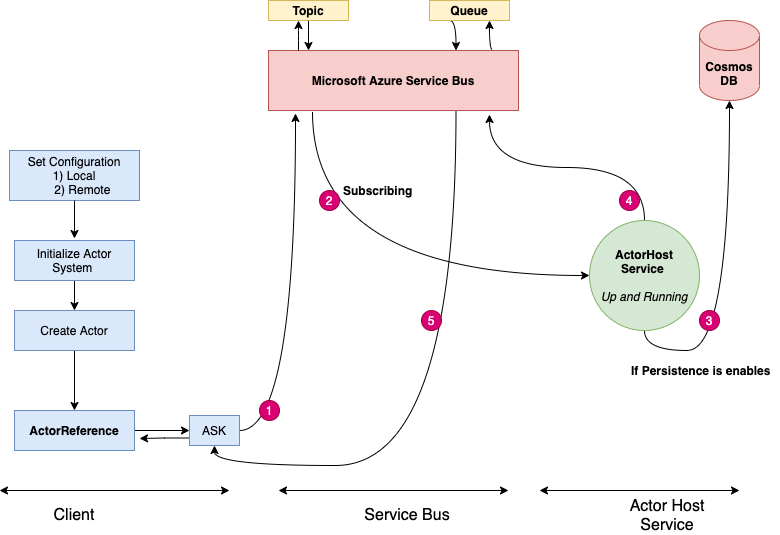 Topic
Queue
Microsoft Azure Service Bus
Cosmos
DB
Set Configuration
1) Local
2) Remote
2
Subscribing
4
Initialize Actor
System
ActorHost
Service
Up and Running
Create Actor
5
3
If Persistence is enables
1
ActorReference
ASK
Client
Service Bus
Actor Host
Service